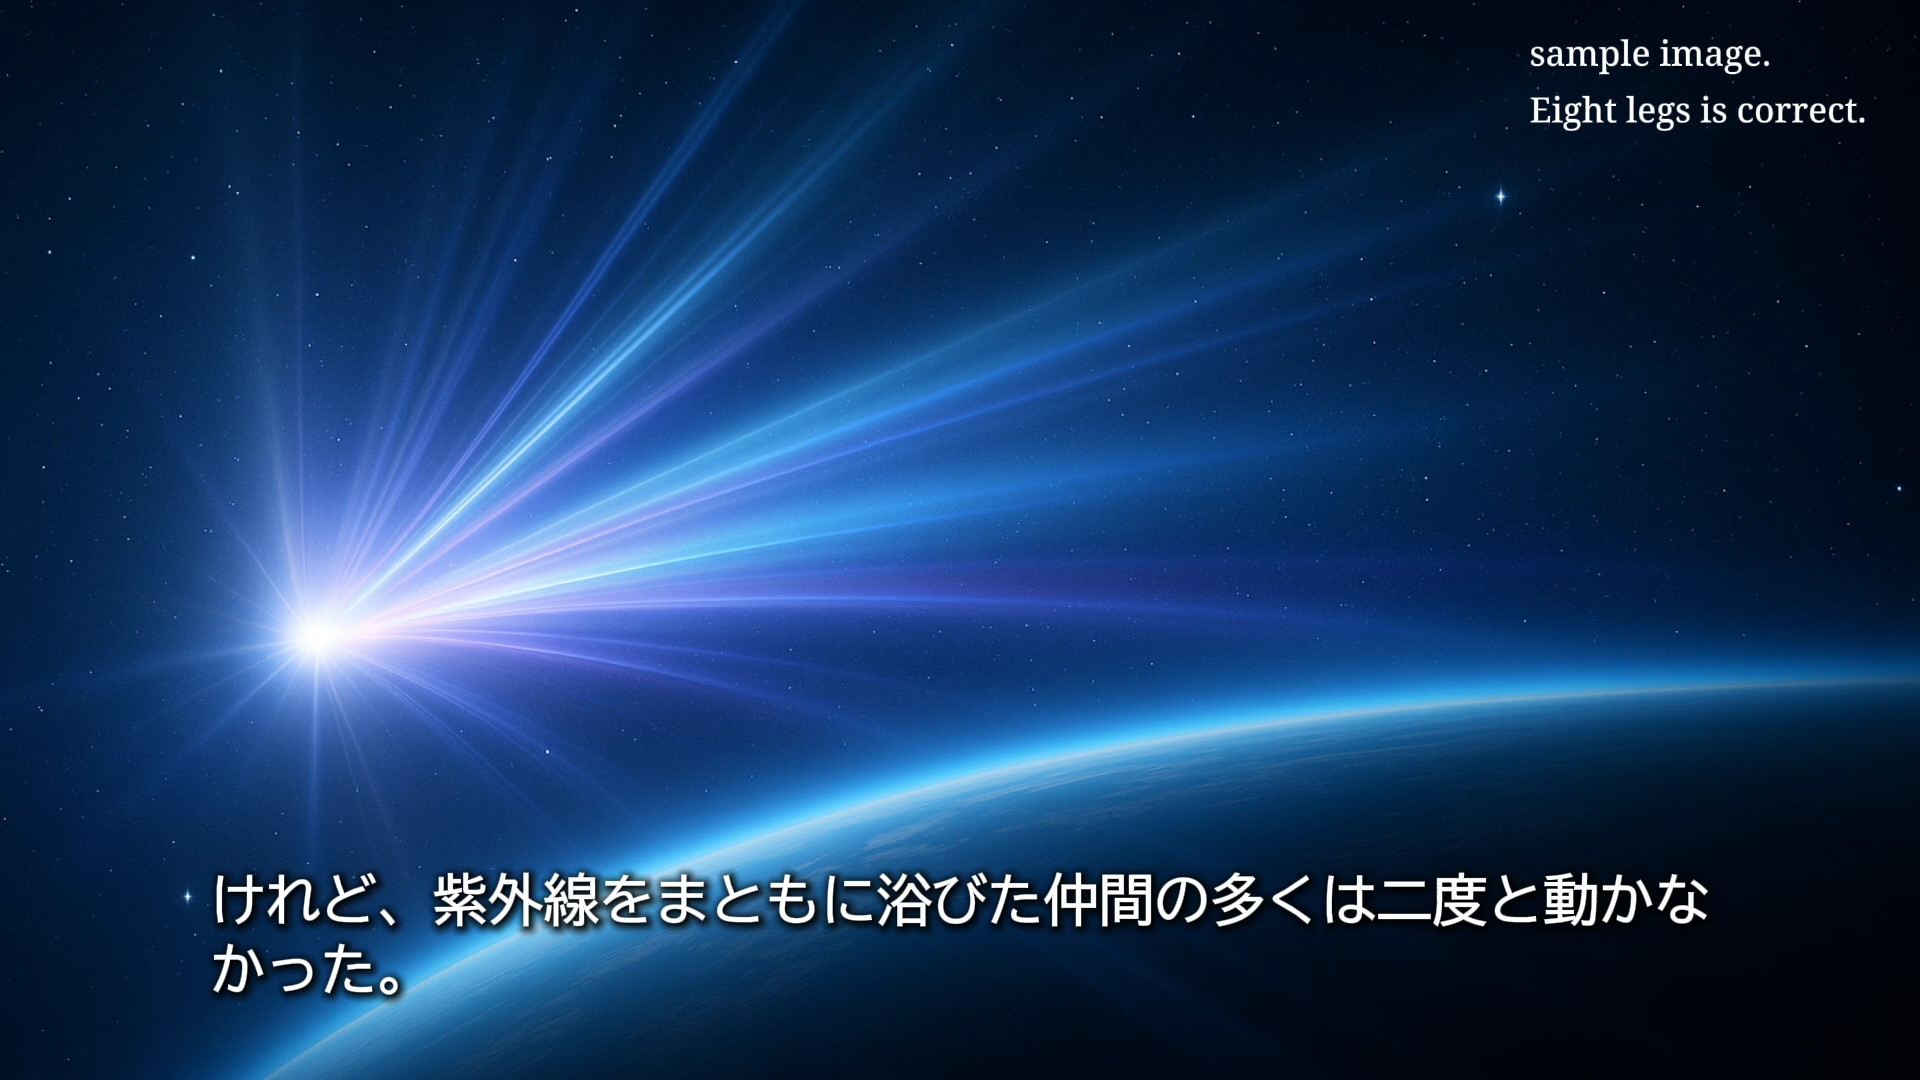 sample image.
Eight legs is correct.
けれど、紫外線をまともに浴びた仲間の多くは二度と動かな
かった。